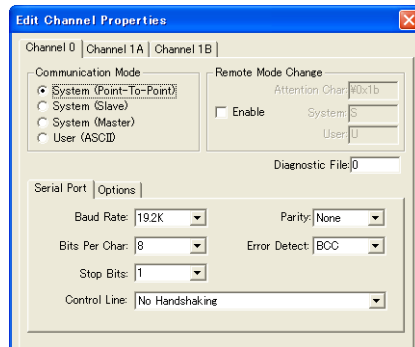 Edit Channel Properties
Channel 0 Channel 1A Channel 1B
Communication Mode
System (Point-To-Point)
System (Slave)
System (Master)
User (ASCII)
Remote Mode Change
Attention Char: ¥0x1b
Enable System: S
User: U
Diagnostic File: 0
Serial Port Options
Baud Rate: 19.2K Parity: None
Bits Per Char: 8 Error Detect: BCC
Stop Bits: 1
Control Line: No Handshaking